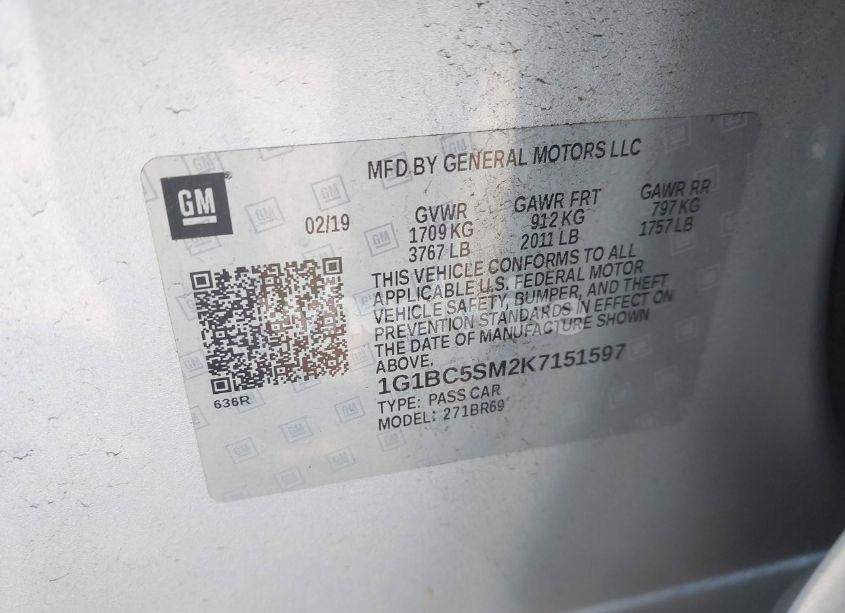 MFD BY GENERAL MOTORS LLC
GM
02/19
GVWR
1709 KG
3767 LB
GAWR FRT
912 KG
2011 LB
GAWR RR
797 KG
1757 LB
THIS VEHICLE CONFORMS TO ALL
APPLICABLE U.S. FEDERAL MOTOR
VEHICLE SAFETY, BUMPER, AND THEFT
PREVENTION STANDARDS IN EFFECT ON
THE DATE OF MANUFACTURE SHOWN
ABOVE.
1G1BC5SM2K7151597
TYPE: PASS CAR
MODEL: 271BR69
636R